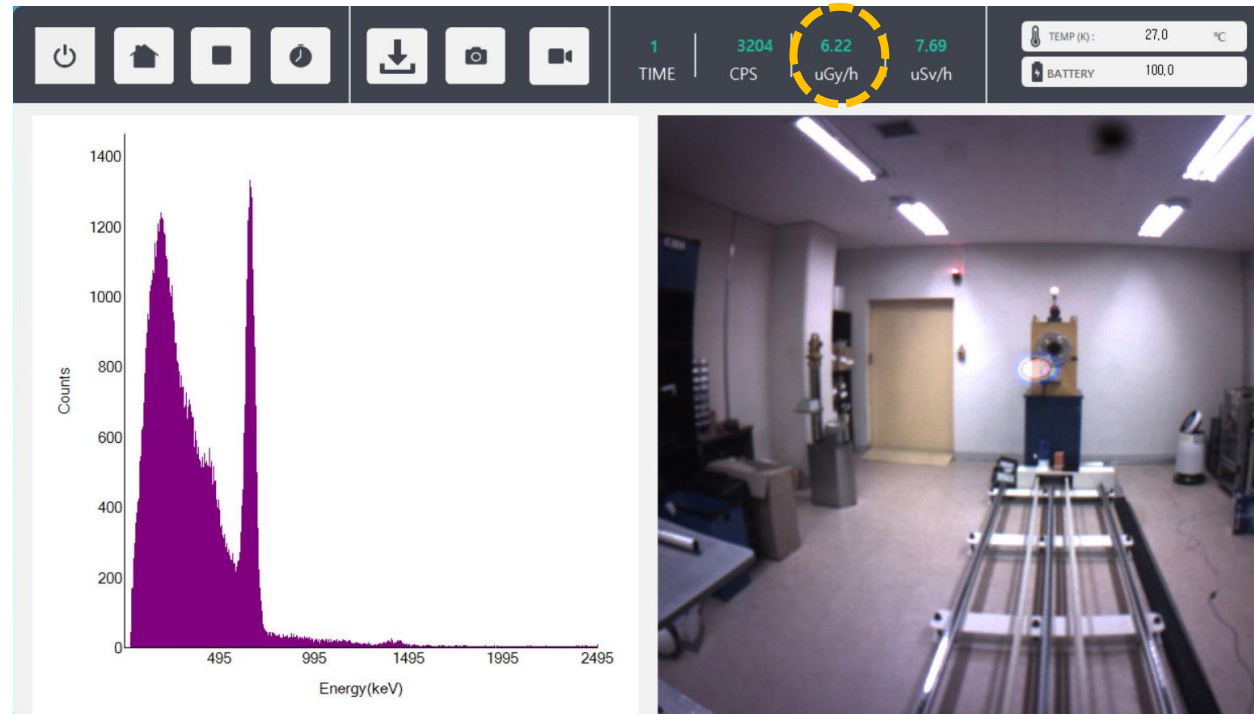 1 3204 6.22 7.69
TIME CPS uGy/h uSv/h
TEMP (K) : 27,0 ℃
BATTERY 100,0
1400
1200
1000
800
600
400
200
0
Counts
495 995 1495 1995 2495
Energy(keV)